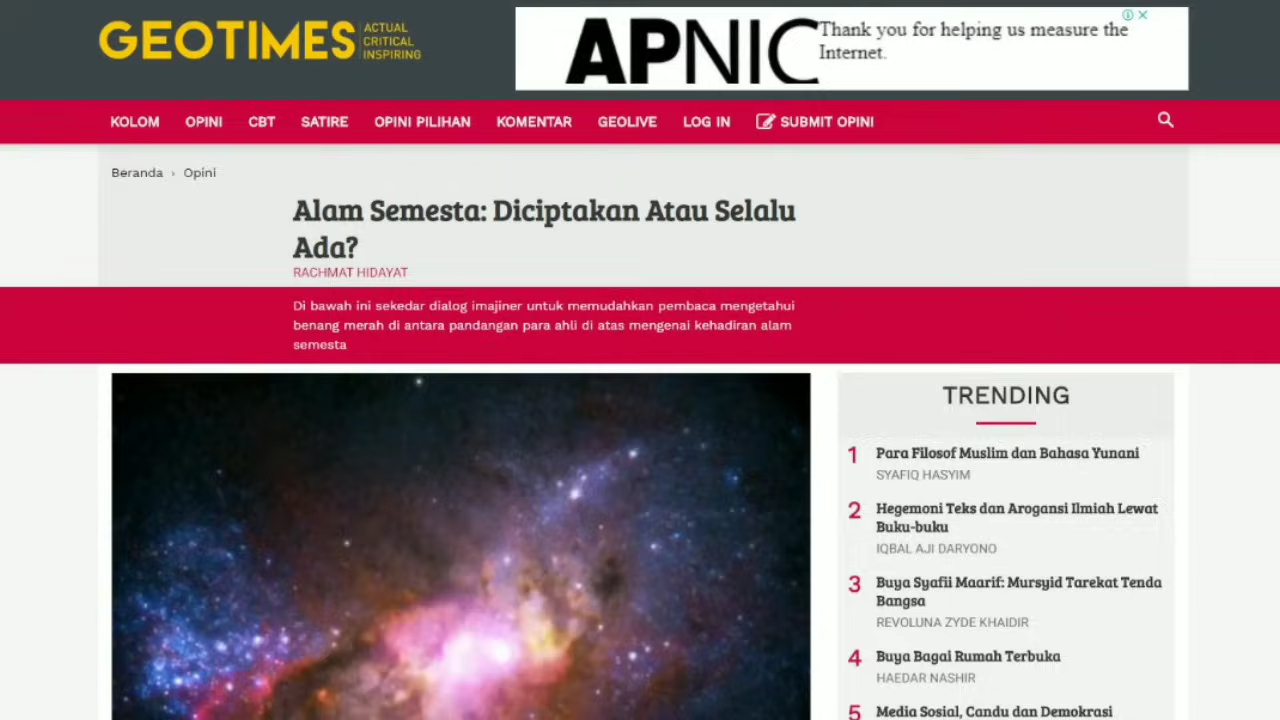 GEOTIMES
ACTUAL
CRITICAL
INSPIRING
APNIC
Thank you for helping us measure the
Internet.
KOLOM OPINI CBT SATIRE OPINI PILIHAN KOMENTAR GEOLIVE LOG IN SUBMIT OPINI
Beranda › Opini
Alam Semesta: Diciptakan Atau Selalu
Ada?
RACHMAT HIDAYAT
Di bawah ini sekedar dialog imajiner untuk memudahkan pembaca mengetahui
benang merah di antara pandangan para ahli di atas mengenai kehadiran alam
semesta
TRENDING
1 Para Filosof Muslim dan Bahasa Yunani
SYAFIQ HASYIM
2 Hegemoni Teks dan Arogansi Ilmiah Lewat
Buku-buku
IQBAL AJI DARYONO
3 Buya Syafii Maarif: Mursyid Tarekat Tenda
Bangsa
REVOLUNA ZYDE KHAIDIR
4 Buya Bagai Rumah Terbuka
HAEDAR NASHIR
5 Media Sosial, Candu dan Demokrasi